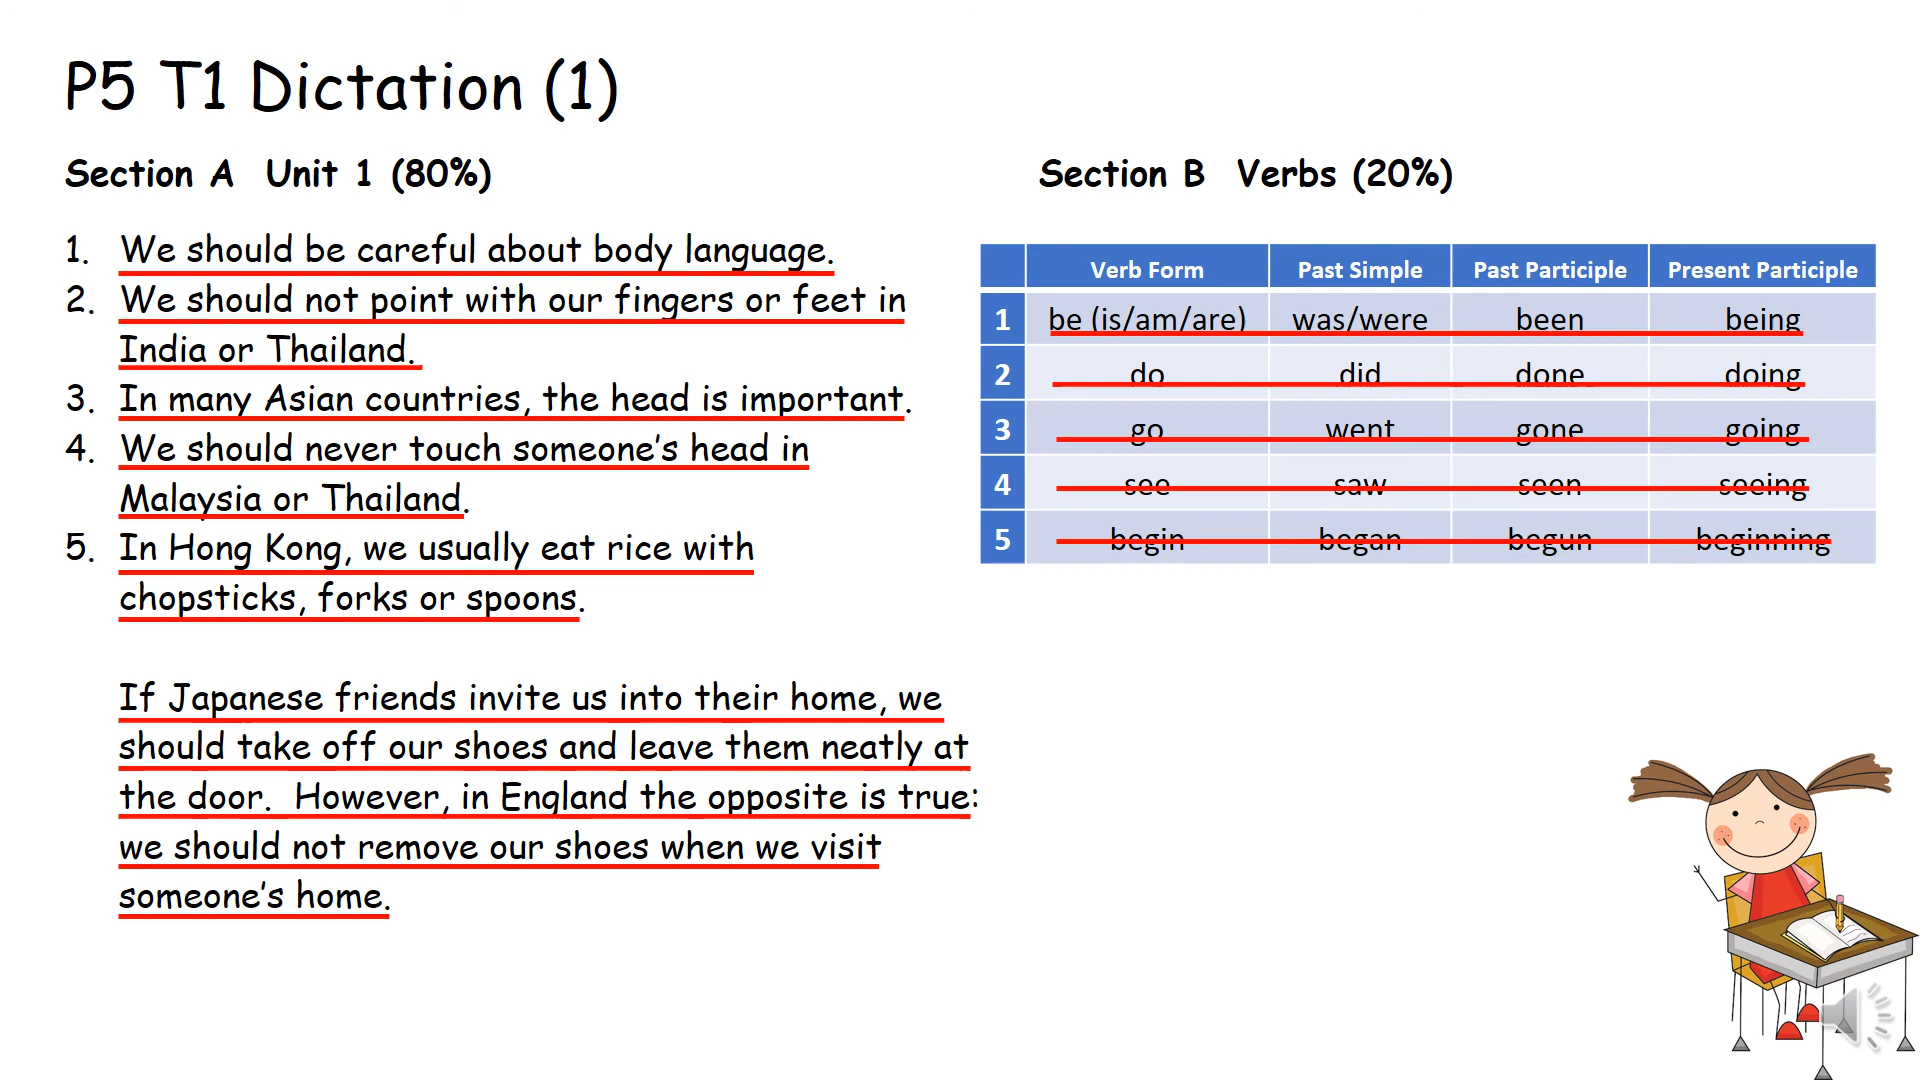 P5 T1 Dictation (1)
Section A  Unit 1 (80%)
1. We should be careful about body language.
2. We should not point with our fingers or feet in
India or Thailand.
3. In many Asian countries, the head is important.
4. We should never touch someone’s head in
Malaysia or Thailand.
5. In Hong Kong, we usually eat rice with
chopsticks, forks or spoons.
If Japanese friends invite us into their home, we
should take off our shoes and leave them neatly at
the door.  However, in England the opposite is true:
we should not remove our shoes when we visit
someone’s home.
Section B  Verbs (20%)
Verb Form Past Simple Past Participle Present Participle
1 be (is/am/are) was/were been being
2 do did done doing
3 go went gone going
4 see saw seen seeing
5 begin began begun beginning